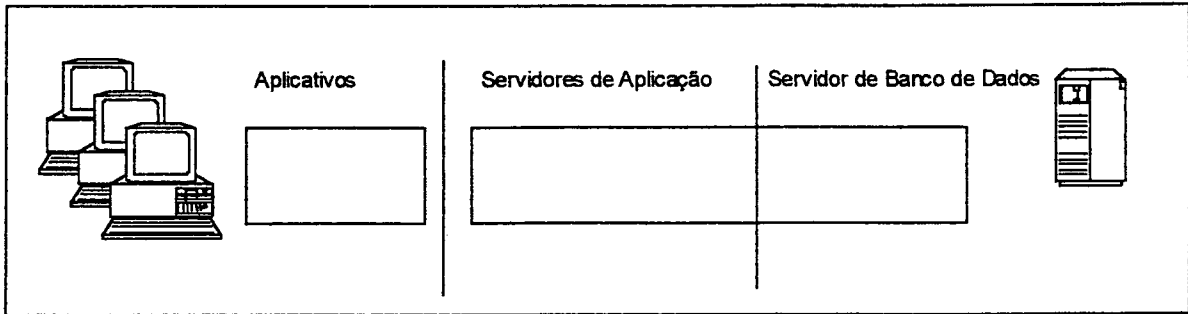 Aplicativos
Servidores de Aplicação
Servidor de Banco de Dados